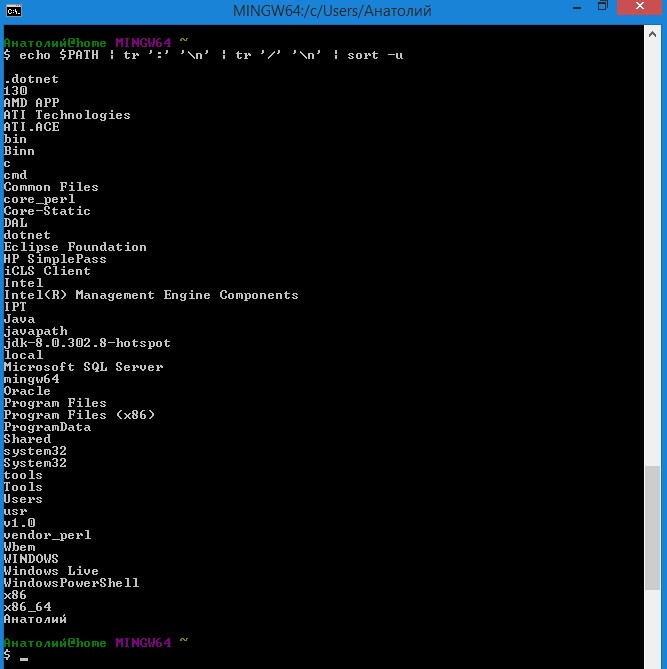 MINGW64:/c/Users/Анатолий
Анатолий@home MINGW64 ~
$ echo $PATH | tr ':' '\n' | tr '/' '\n' | sort -u
.dotnet
130
AMD APP
ATI Technologies
ATI.ACE
bin
Binn
c
cmd
Common Files
core_perl
Core-Static
DAL
dotnet
Eclipse Foundation
HP SimplePass
iCLS Client
Intel
Intel(R) Management Engine Components
IPT
Java
javapath
jdk-8.0.302.8-hotspot
local
Microsoft SQL Server
mingw64
Oracle
Program Files
Program Files (x86)
ProgramData
Shared
system32
System32
tools
Tools
Users
usr
v1.0
vendor_perl
Wbem
WINDOWS
Windows Live
WindowsPowerShell
x86
x86_64
Анатолий
Анатолий@home MINGW64 ~
$ _